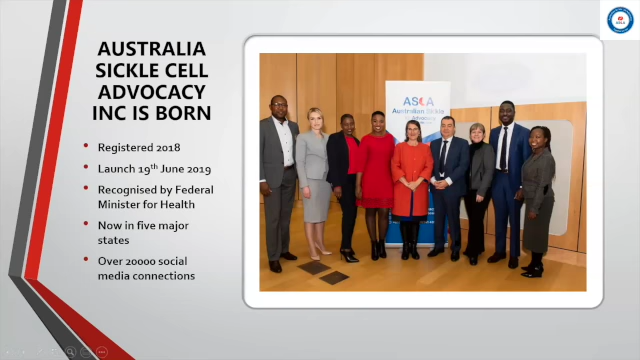 AUSTRALIA
SICKLE CELL
ADVOCACY
INC IS BORN
Registered 2018
Launch 19th June 2019
Recognised by Federal
Minister for Health
Now in five major
states
Over 20000 social
media connections
ASCA
Australian Sickle